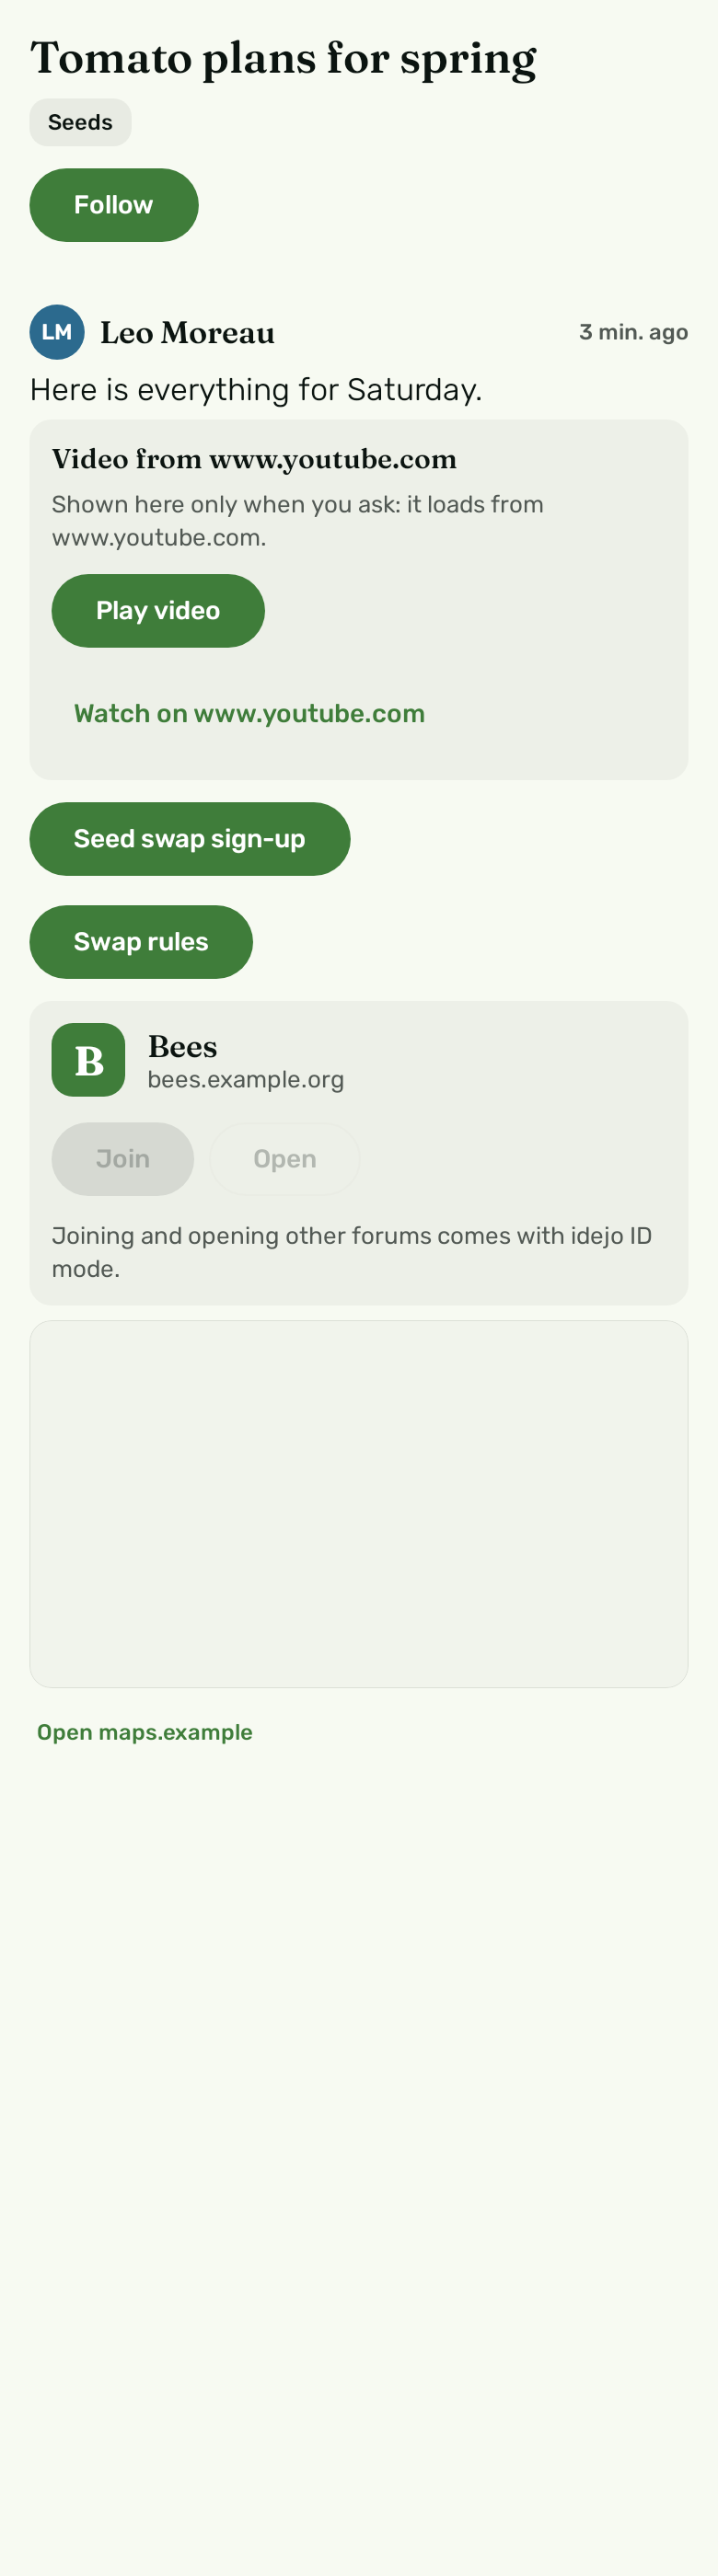 Tomato plans for spring
Seeds
Follow
LM Leo Moreau 3 min. ago
Here is everything for Saturday.
Video from www.youtube.com
Shown here only when you ask: it loads from
www.youtube.com.
Play video
Watch on www.youtube.com
Seed swap sign-up
Swap rules
B Bees
bees.example.org
Join Open
Joining and opening other forums comes with idejo ID
mode.
Open maps.example